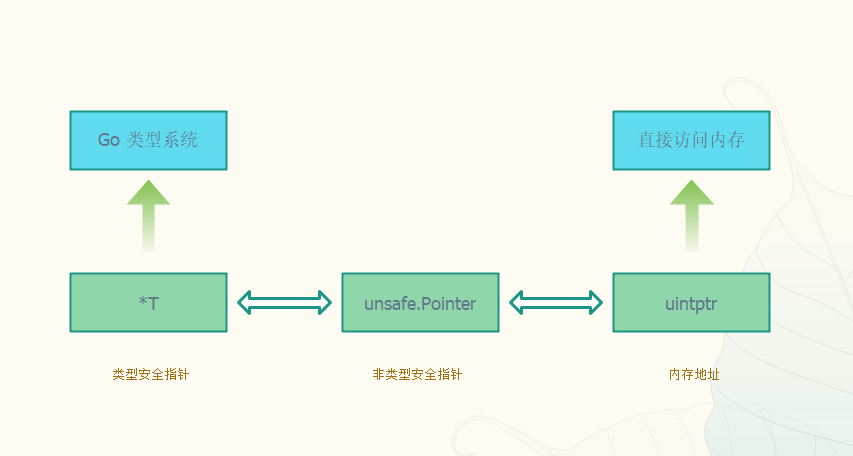 Go 类型系统
直接访问内存
*T
unsafe.Pointer
uintptr
类型安全指针
非类型安全指针
内存地址